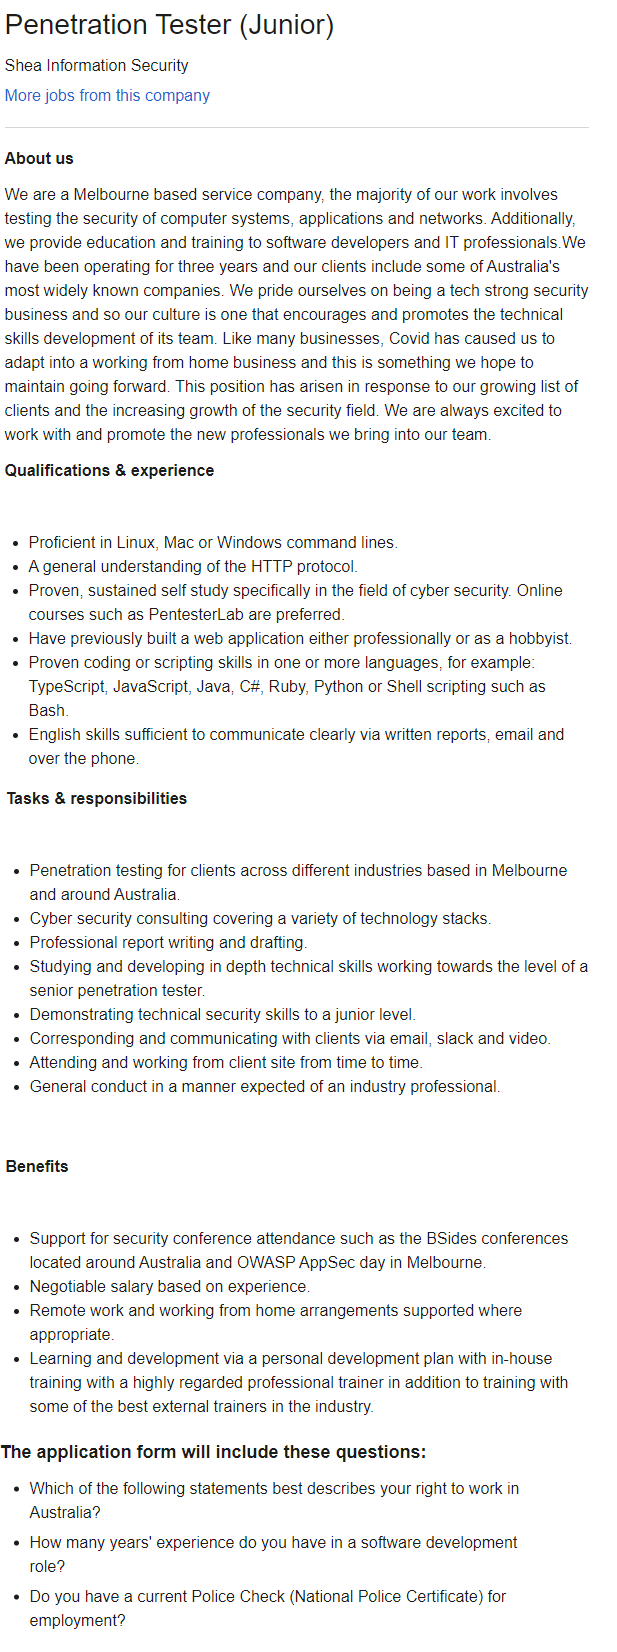 Penetration Tester (Junior)
Shea Information Security
More jobs from this company
About us
We are a Melbourne based service company, the majority of our work involves
testing the security of computer systems, applications and networks. Additionally,
we provide education and training to software developers and IT professionals.We
have been operating for three years and our clients include some of Australia's
most widely known companies. We pride ourselves on being a tech strong security
business and so our culture is one that encourages and promotes the technical
skills development of its team. Like many businesses, Covid has caused us to
adapt into a working from home business and this is something we hope to
maintain going forward. This position has arisen in response to our growing list of
clients and the increasing growth of the security field. We are always excited to
work with and promote the new professionals we bring into our team.
Qualifications & experience
• Proficient in Linux, Mac or Windows command lines.
• A general understanding of the HTTP protocol.
• Proven, sustained self study specifically in the field of cyber security. Online
courses such as PentesterLab are preferred.
• Have previously built a web application either professionally or as a hobbyist.
• Proven coding or scripting skills in one or more languages, for example:
TypeScript, JavaScript, Java, C#, Ruby, Python or Shell scripting such as
Bash.
• English skills sufficient to communicate clearly via written reports, email and
over the phone.
Tasks & responsibilities
• Penetration testing for clients across different industries based in Melbourne
and around Australia.
• Cyber security consulting covering a variety of technology stacks.
• Professional report writing and drafting.
• Studying and developing in depth technical skills working towards the level of a
senior penetration tester.
• Demonstrating technical security skills to a junior level.
• Corresponding and communicating with clients via email, slack and video.
• Attending and working from client site from time to time.
• General conduct in a manner expected of an industry professional.
Benefits
• Support for security conference attendance such as the BSides conferences
located around Australia and OWASP AppSec day in Melbourne.
• Negotiable salary based on experience.
• Remote work and working from home arrangements supported where
appropriate.
• Learning and development via a personal development plan with in-house
training with a highly regarded professional trainer in addition to training with
some of the best external trainers in the industry.
The application form will include these questions:
• Which of the following statements best describes your right to work in
Australia?
• How many years' experience do you have in a software development
role?
• Do you have a current Police Check (National Police Certificate) for
employment?